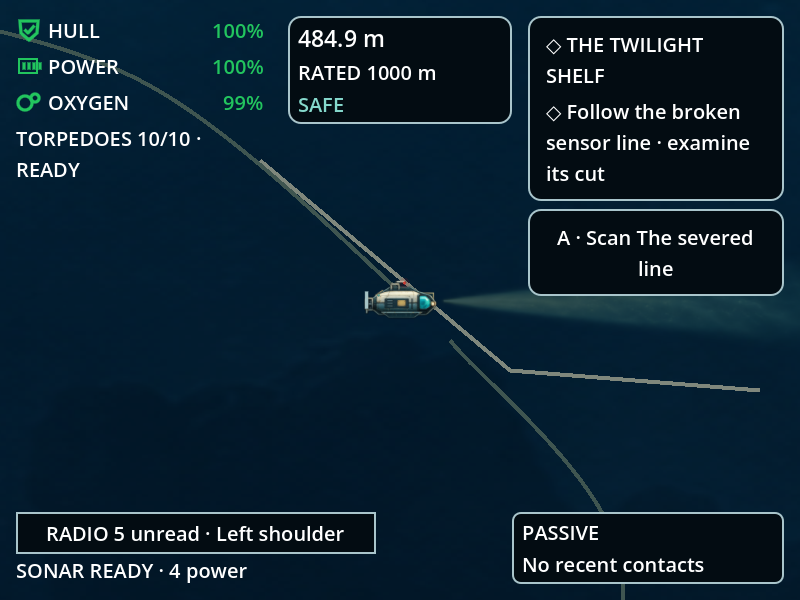 HULL 100%
POWER 100%
OXYGEN 99%
TORPEDOES 10/10 ·
READY
484.9 m
RATED 1000 m
SAFE
◇ THE TWILIGHT
SHELF
◇ Follow the broken
sensor line · examine
its cut
A · Scan The severed
line
RADIO 5 unread · Left shoulder
SONAR READY · 4 power
PASSIVE
No recent contacts